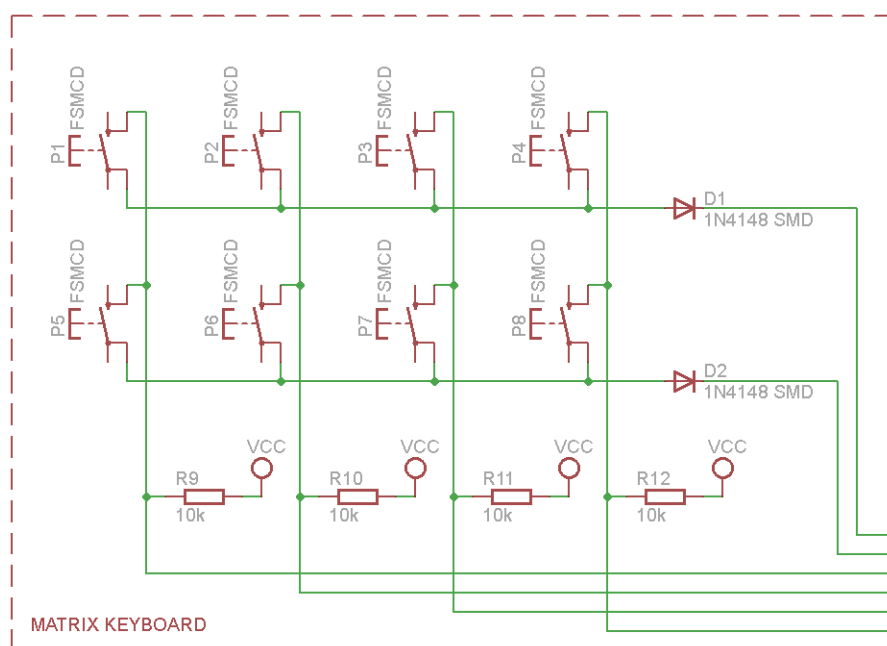 FSMCD
P1
FSMCD
P2
FSMCD
P3
FSMCD
P4
D1
1N4148 SMD
FSMCD
P5
FSMCD
P6
FSMCD
P7
FSMCD
P8
D2
1N4148 SMD
VCC
R9
10k
VCC
R10
10k
VCC
R11
10k
VCC
R12
10k
MATRIX KEYBOARD